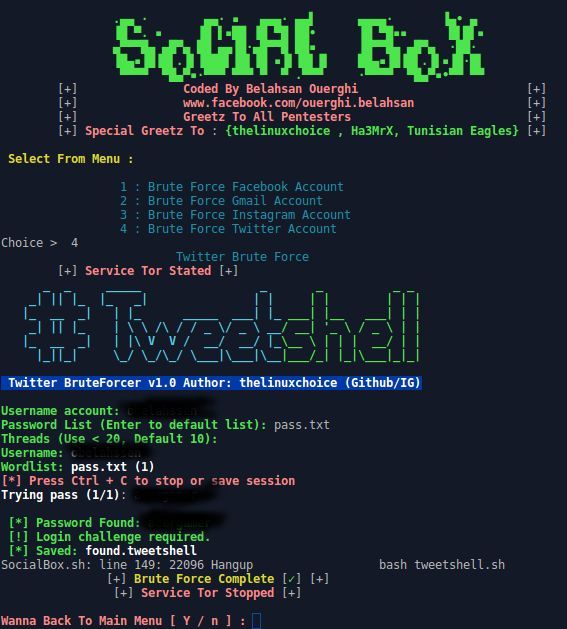 SOCIAL BOX
[+] Coded By Belahsan Ouerghi [+]
[+] www.facebook.com/ouerghi.belahsan [+]
[+] Greetz To All Pentesters [+]
[+] Special Greetz To : {thelinuxchoice , Ha3MrX, Tunisian Eagles} [+]
Select From Menu :
1 : Brute Force Facebook Account
2 : Brute Force Gmail Account
3 : Brute Force Instagram Account
4 : Brute Force Twitter Account
Choice > 4
Twitter Brute Force
[+] Service Tor Stated [+]
#Tweetshell
Twitter BruteForcer v1.0 Author: thelinuxchoice (Github/IG)
Username account:
Password List (Enter to default list): pass.txt
Threads (Use < 20, Default 10):
Username:
Wordlist: pass.txt (1)
[*] Press Ctrl + C to stop or save session
Trying pass (1/1):
[*] Password Found:
[!] Login challenge required.
[*] Saved: found.tweetshell
SocialBox.sh: line 149: 22096 Hangup bash tweetshell.sh
[+] Brute Force Complete [✓] [+]
[+] Service Tor Stopped [+]
Wanna Back To Main Menu [ Y / n ] :